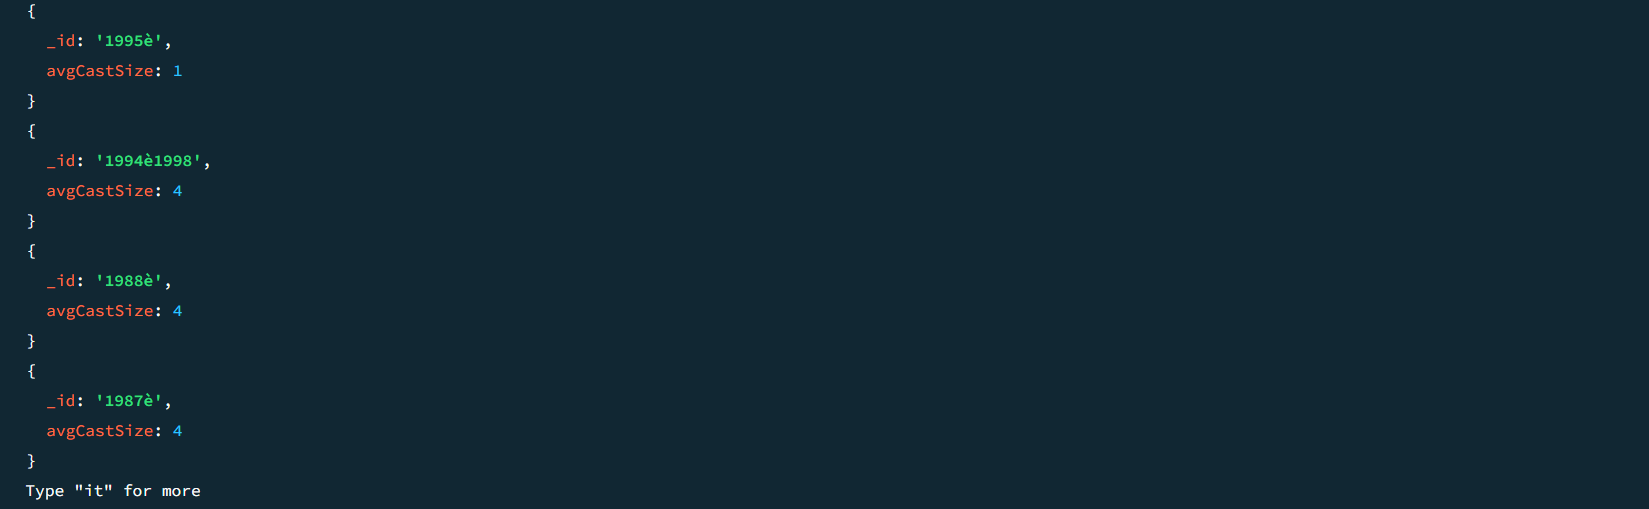 {
_id: '1995è',
avgCastSize: 1
}
{
_id: '1994è1998',
avgCastSize: 4
}
{
_id: '1988è',
avgCastSize: 4
}
{
_id: '1987è',
avgCastSize: 4
}
Type "it" for more